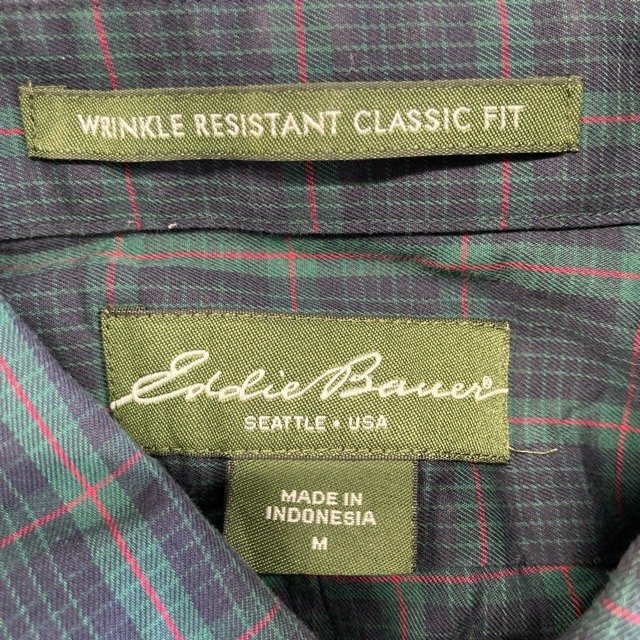 WRINKLE RESISTANT CLASSIC FIT
Eddie Bauer®
SEATTLE • USA
MADE IN
INDONESIA
M